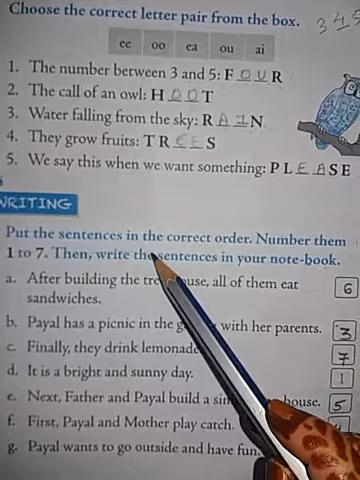 Choose the correct letter pair from the box. 3 4 5
ee oo ea ou ai
1. The number between 3 and 5: F O U R
2. The call of an owl: H O O T
3. Water falling from the sky: R A I N
4. They grow fruits: T R E E S
5. We say this when we want something: P L E A S E
WRITING
Put the sentences in the correct order. Number them
1 to 7. Then, write the sentences in your note-book.
a. After building the all of them eat 6
sandwiches.
b. Payal has a picnic in the with her parents. 3
c. Finally, they drink lemonade 7
d. It is a bright and sunny day. 1
e. Next, Father and Payal build a house. 5
f. First, Payal and Mother play catch.
g. Payal wants to go outside and have fun.